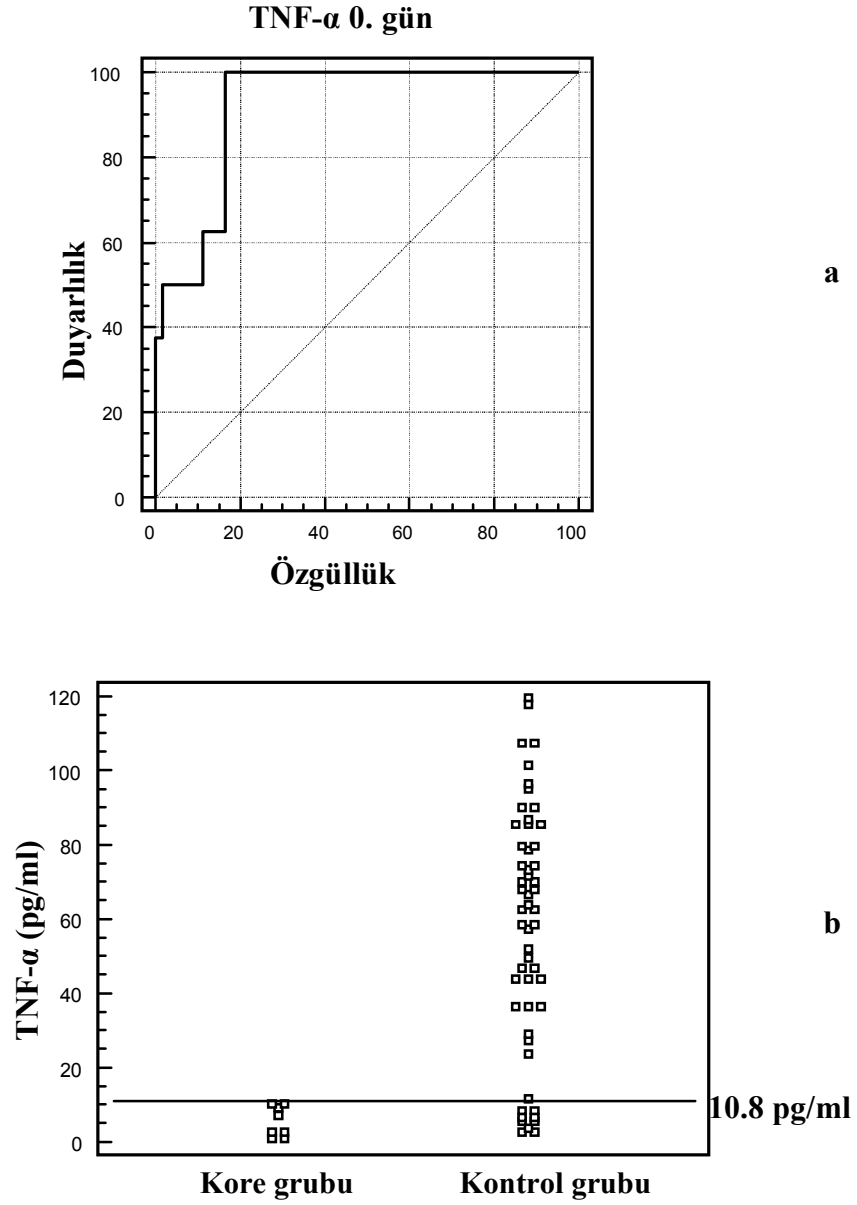 TNF-α 0. gün
100
80
60
40
20
0
Duyarlılık
0 20 40 60 80 100
Özgüllük
a
120
100
80
60
40
20
0
TNF-α (pg/ml)
10.8 pg/ml
Kore grubu Kontrol grubu
b